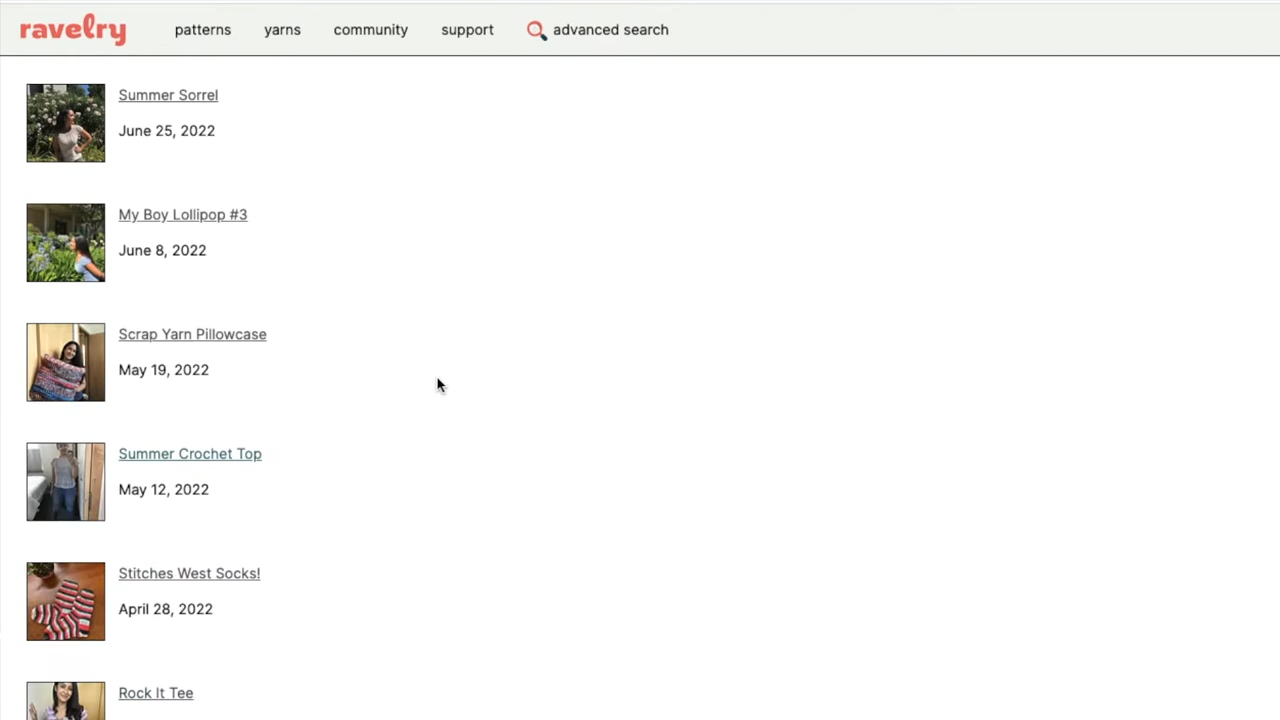 ravelry patterns yarns community support advanced search
Summer Sorrel
June 25, 2022
My Boy Lollipop #3
June 8, 2022
Scrap Yarn Pillowcase
May 19, 2022
Summer Crochet Top
May 12, 2022
Stitches West Socks!
April 28, 2022
Rock It Tee